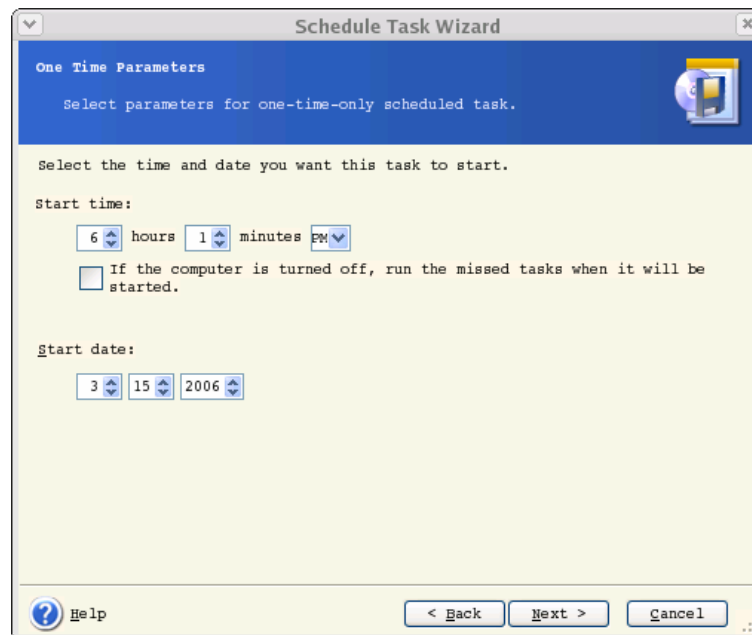 Schedule Task Wizard
One Time Parameters
Select parameters for one-time-only scheduled task.
Select the time and date you want this task to start.
Start time:
6 hours 1 minutes PM
If the computer is turned off, run the missed tasks when it will be
started.
Start date:
3 15 2006
Help < Back Next > Cancel